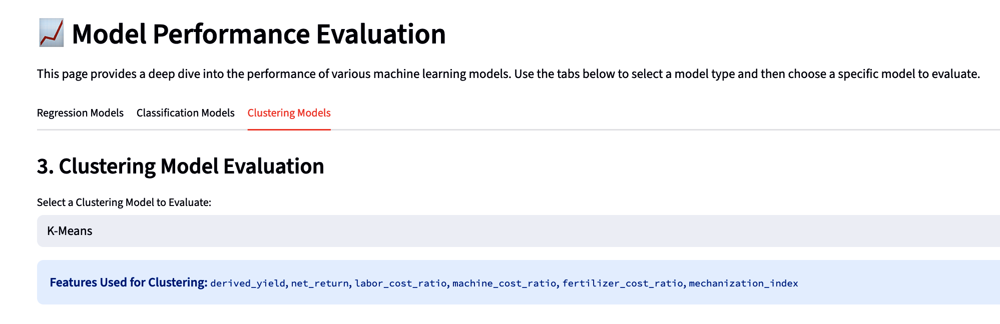 Model Performance Evaluation
This page provides a deep dive into the performance of various machine learning models. Use the tabs below to select a model type and then choose a specific model to evaluate.
Regression Models Classification Models Clustering Models
3. Clustering Model Evaluation
Select a Clustering Model to Evaluate:
K-Means
Features Used for Clustering: derived_yield, net_return, labor_cost_ratio, machine_cost_ratio, fertilizer_cost_ratio, mechanization_index